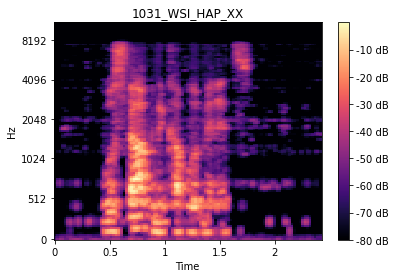 1031_WSI_HAP_XX
8192
4096
2048
1024
512
0
Hz
0
0.5
1
1.5
2
Time
-10 dB
-20 dB
-30 dB
-40 dB
-50 dB
-60 dB
-70 dB
-80 dB